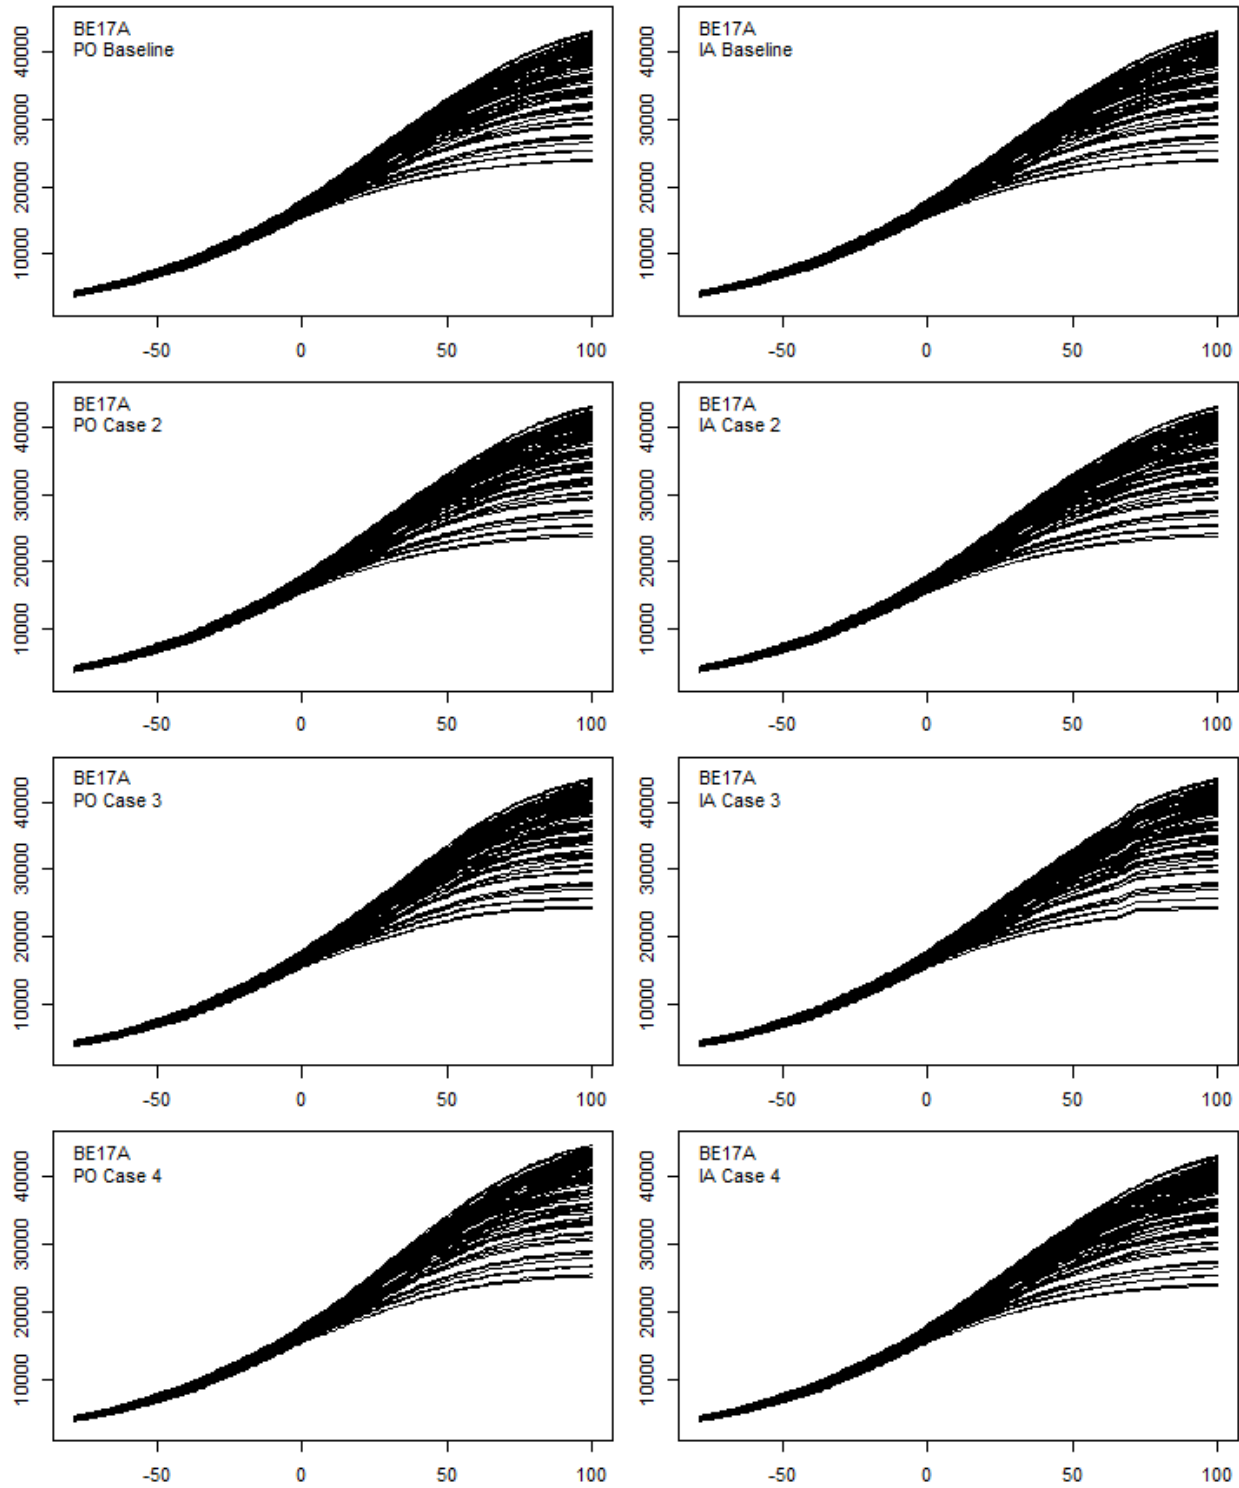 BE17A
PO Baseline
10000 20000 30000 40000
-50 0 50 100
BE17A
IA Baseline
10000 20000 30000 40000
-50 0 50 100
BE17A
PO Case 2
10000 20000 30000 40000
-50 0 50 100
BE17A
IA Case 2
10000 20000 30000 40000
-50 0 50 100
BE17A
PO Case 3
10000 20000 30000 40000
-50 0 50 100
BE17A
IA Case 3
10000 20000 30000 40000
-50 0 50 100
BE17A
PO Case 4
10000 20000 30000 40000
-50 0 50 100
BE17A
IA Case 4
10000 20000 30000 40000
-50 0 50 100